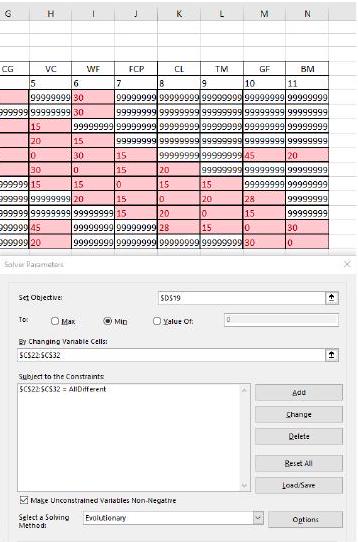 G H I J K L M N
CG VC WF FCP CL TM GF BM
5 6 7 8 9 10 11
99999999 30 99999999 99999999 99999999 99999999 99999999
999999 99999999 30 99999999 99999999 99999999 99999999 99999999
15 99999999 99999999 99999999 99999999 99999999 99999999
20 15 99999999 99999999 99999999 99999999 99999999
0 30 15 99999999 99999999 45 20
30 0 15 20 99999999 99999999 99999999
999999 15 15 0 15 15 99999999 99999999
999999 99999999 20 15 0 20 28 99999999
999999 99999999 99999999 15 20 0 15 99999999
999999 45 99999999 99999999 28 15 0 30
999999 20 99999999 99999999 99999999 99999999 30 0
Solver Parameters
Set Objective: $D$19
To: Max Min Value Of: 0
By Changing Variable Cells:
$C$22:$C$32
Subject to the Constraints:
$C$22:$C$32 = AllDifferent
Add
Change
Delete
Reset All
Load/Save
Make Unconstrained Variables Non-Negative
Select a Solving Method: Evolutionary
Options